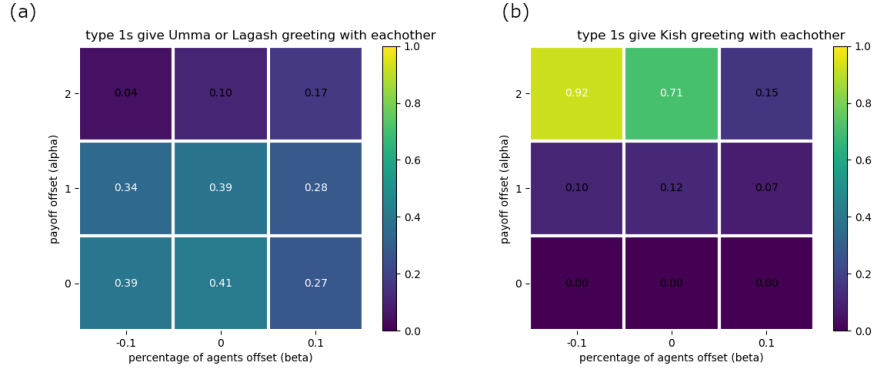 (a)
type 1s give Umma or Lagash greeting with eachother
payoff offset (alpha)
2
1
0
0.04 0.10 0.17
0.34 0.39 0.28
0.39 0.41 0.27
-0.1 0 0.1
percentage of agents offset (beta)
1.0
0.8
0.6
0.4
0.2
0.0
(b)
type 1s give Kish greeting with eachother
payoff offset (alpha)
2
1
0
0.92 0.71 0.15
0.10 0.12 0.07
0.00 0.00 0.00
-0.1 0 0.1
percentage of agents offset (beta)
1.0
0.8
0.6
0.4
0.2
0.0